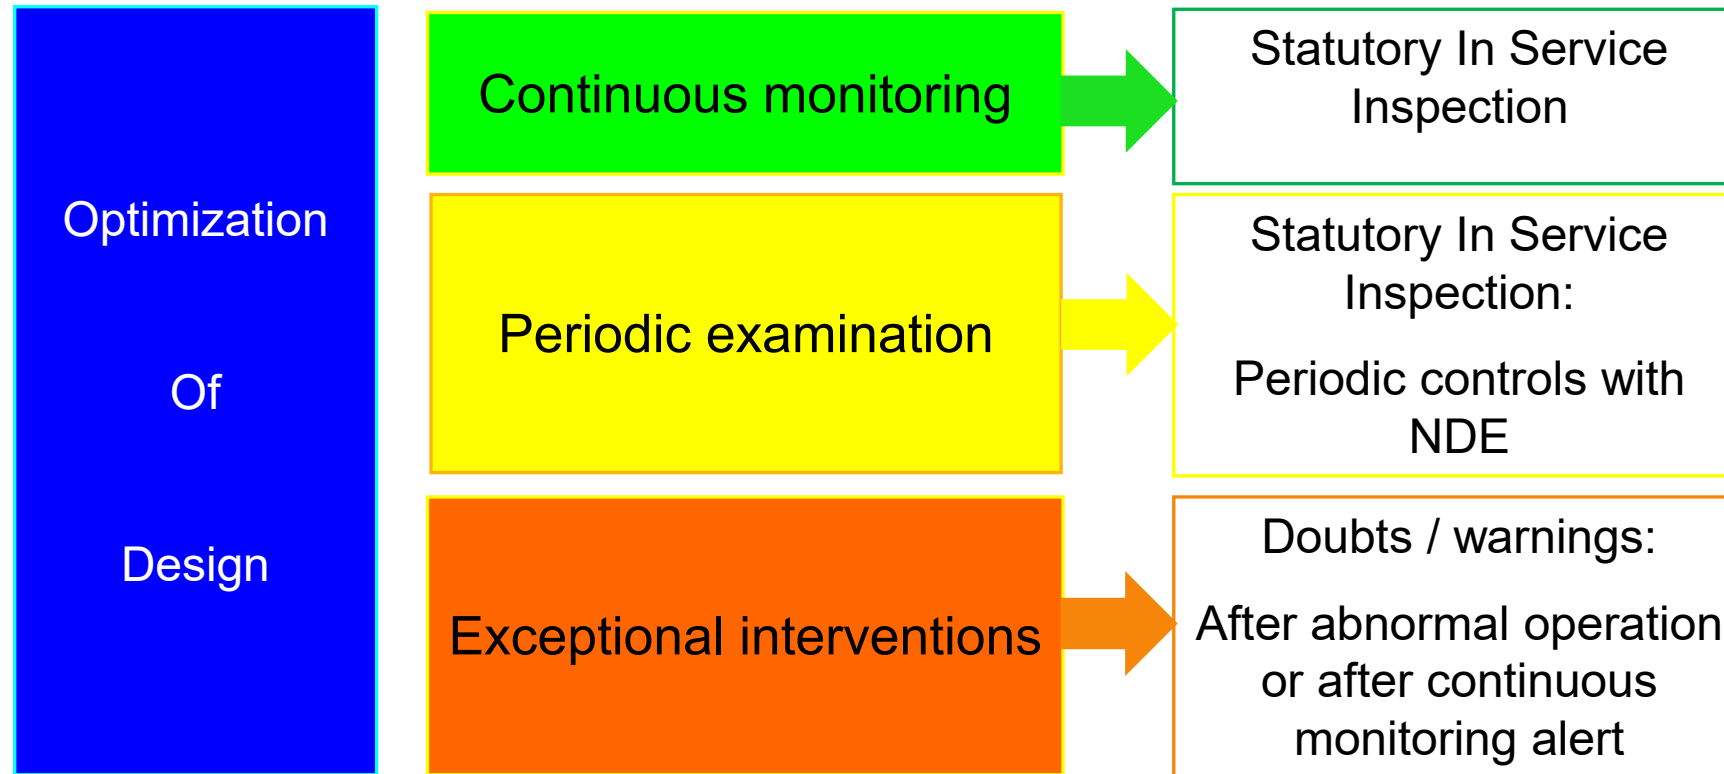 Optimization
Of
Design
Continuous monitoring
Statutory In Service
Inspection
Periodic examination
Statutory In Service
Inspection:
Periodic controls with
NDE
Exceptional interventions
Doubts / warnings:
After abnormal operation
or after continuous
monitoring alert